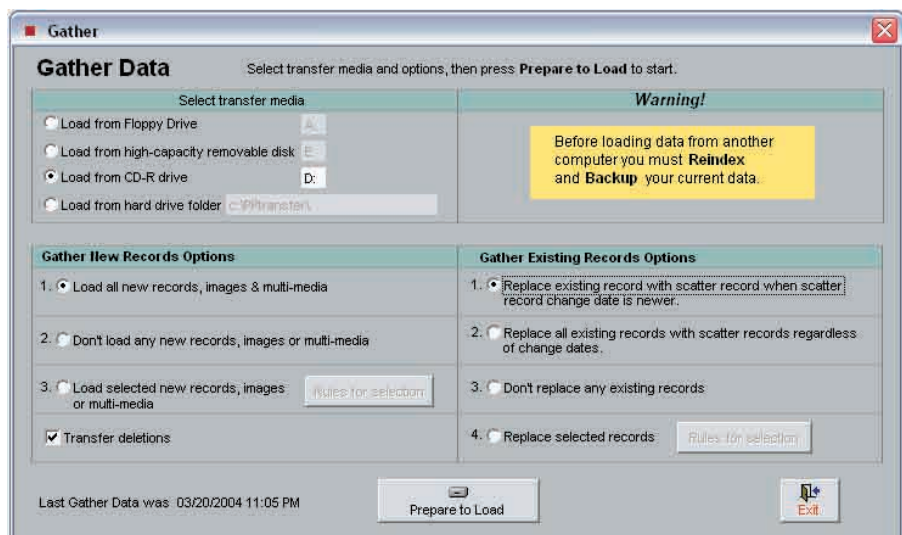 Gather
Gather Data
Select transfer media and options, then press Prepare to Load to start.
Select transfer media
Load from Floppy Drive A:
Load from high-capacity removable disk E
Load from CD-R drive D:
Load from hard drive folder c:\PPtransfer\
Warning!
Before loading data from another
computer you must Reindex
and Backup your current data.
Gather New Records Options
1. Load all new records, images & multi-media
2. Don't load any new records, images or multi-media
3. Load selected new records, images
or multi-media
Rules for selection
Transfer deletions
Gather Existing Records Options
1. Replace existing record with scatter record when scatter
record change date is newer.
2. Replace all existing records with scatter records regardless
of change dates.
3. Don't replace any existing records
4. Replace selected records
Rules for selection
Last Gather Data was 03/20/2004 11:05 PM
Prepare to Load
Exit